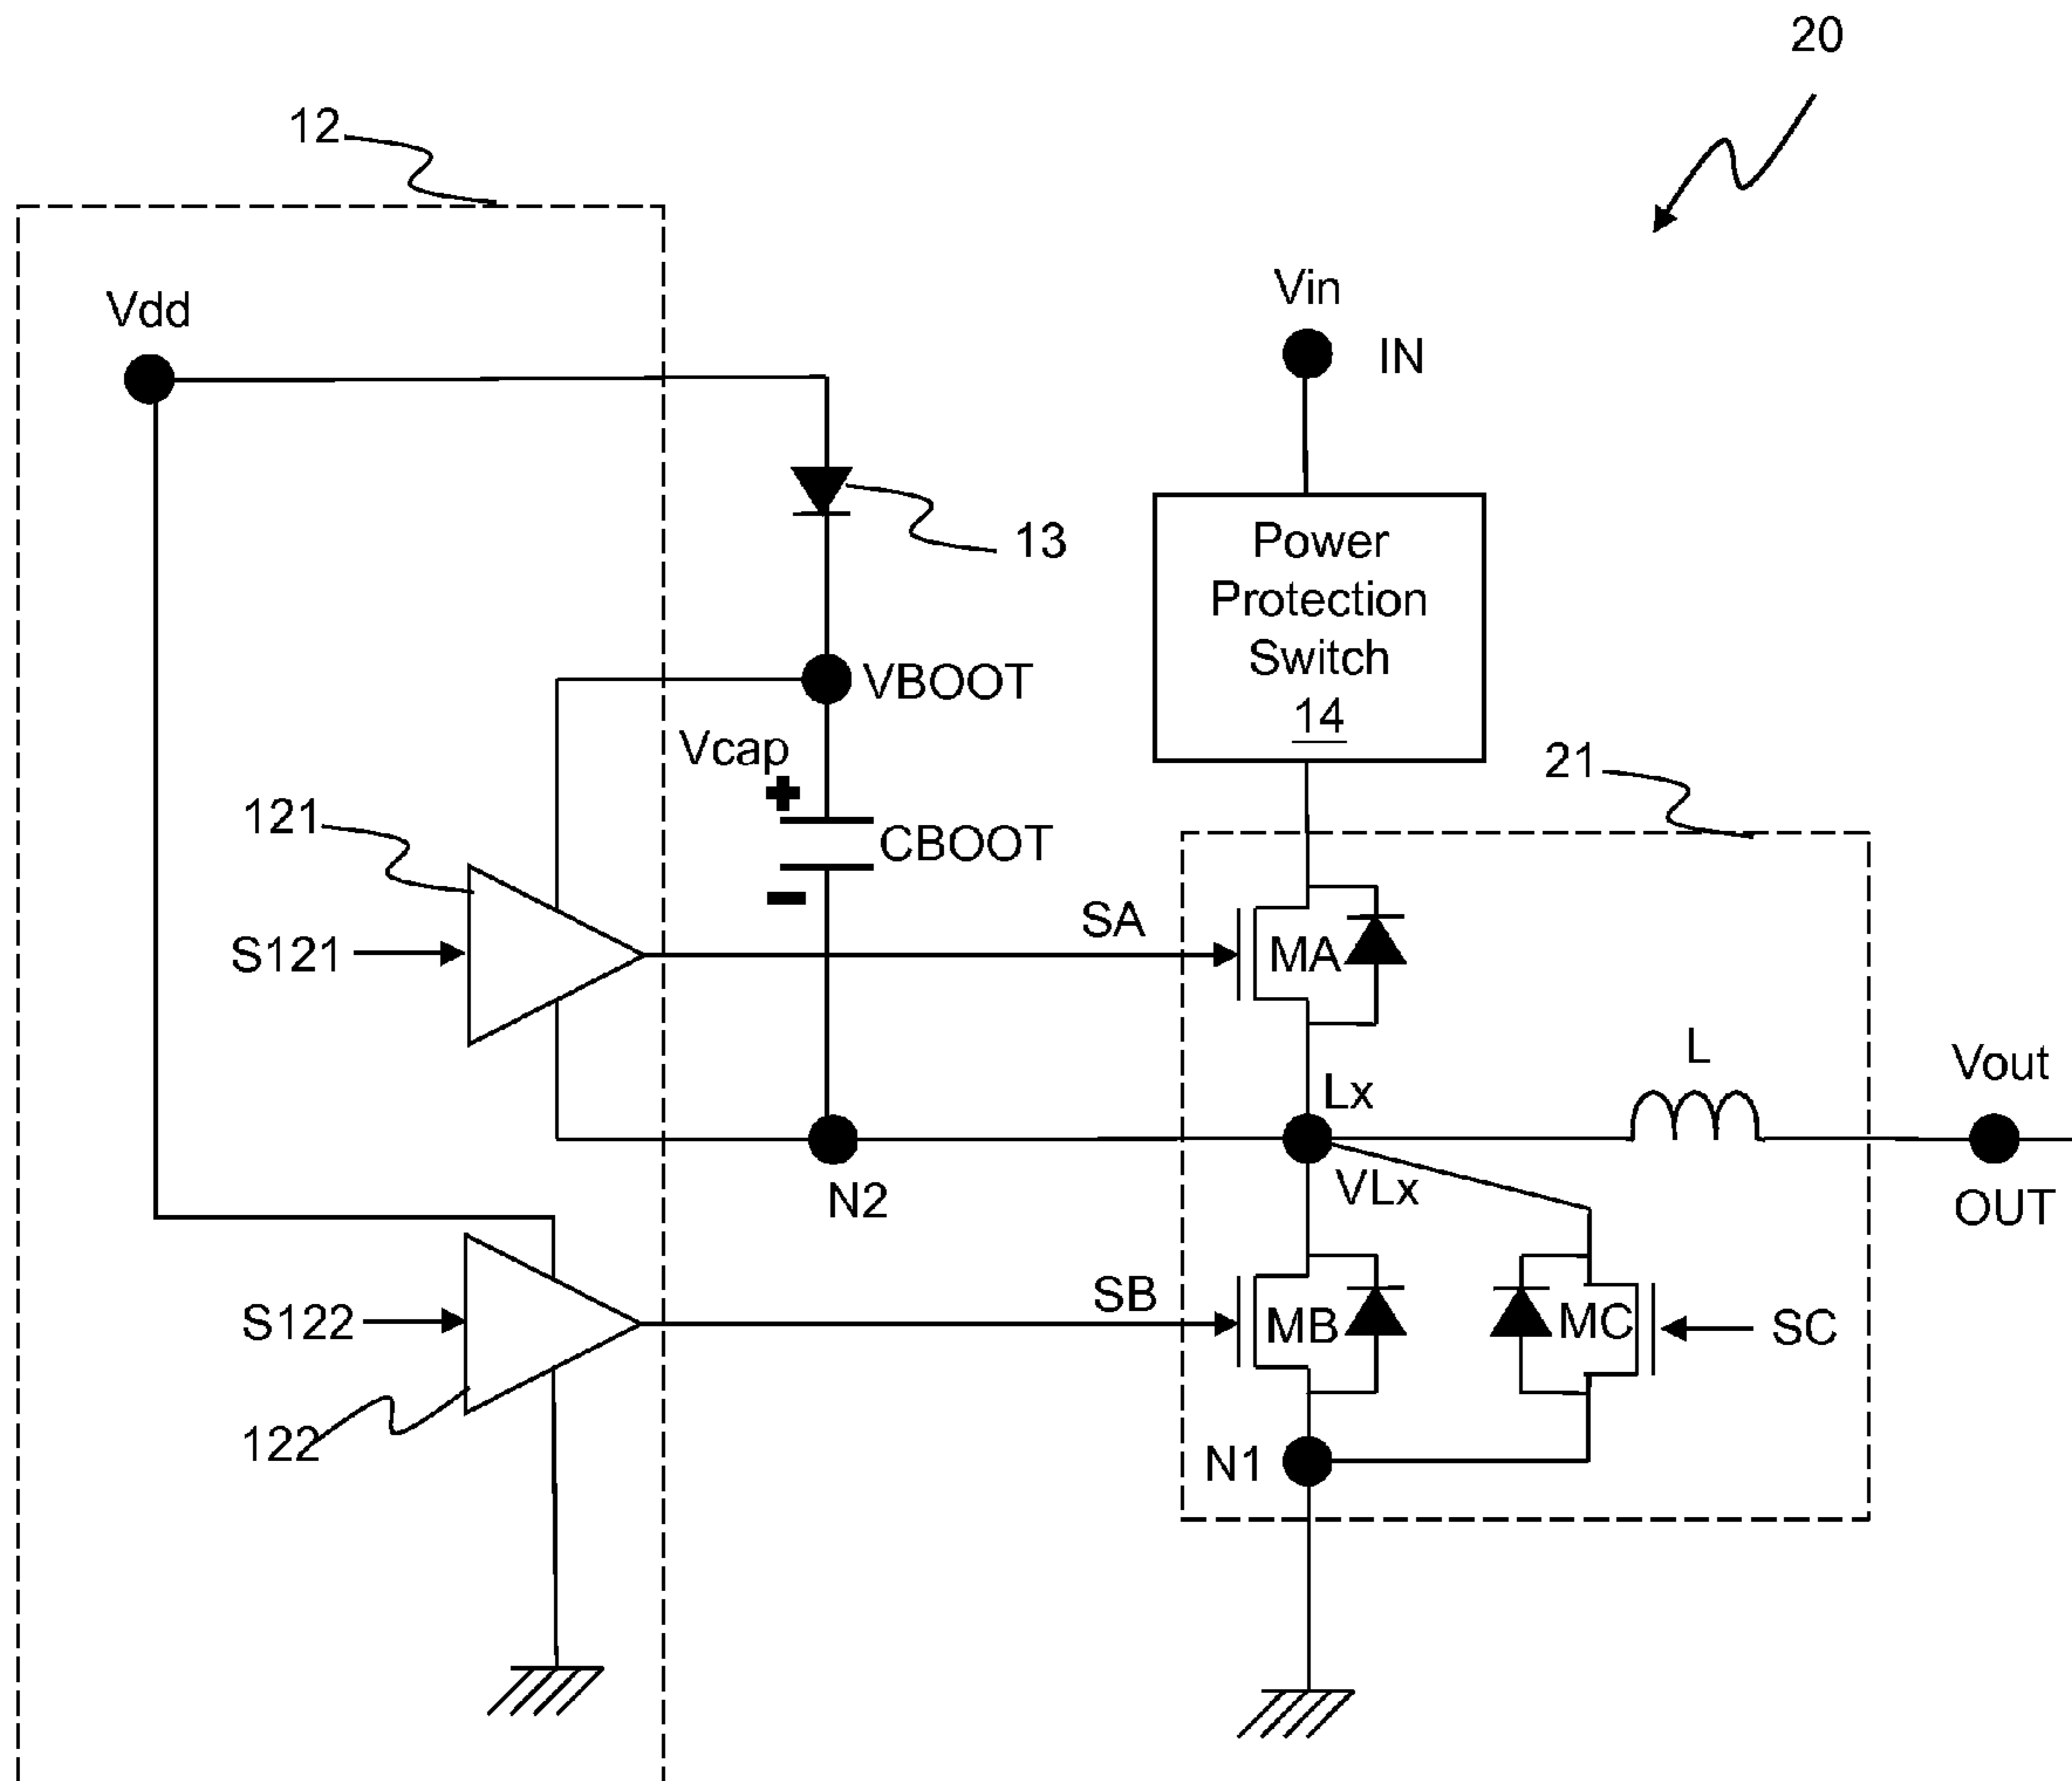 20
12
Vdd
Vin
IN
13
Power
Protection
Switch
14
VBOOT
Vcap
+
CBOOT
-
21
121
S121
SA
MA
L
Vout
Lx
VLx
OUT
N2
S122
SB
MB
MC
SC
122
N1